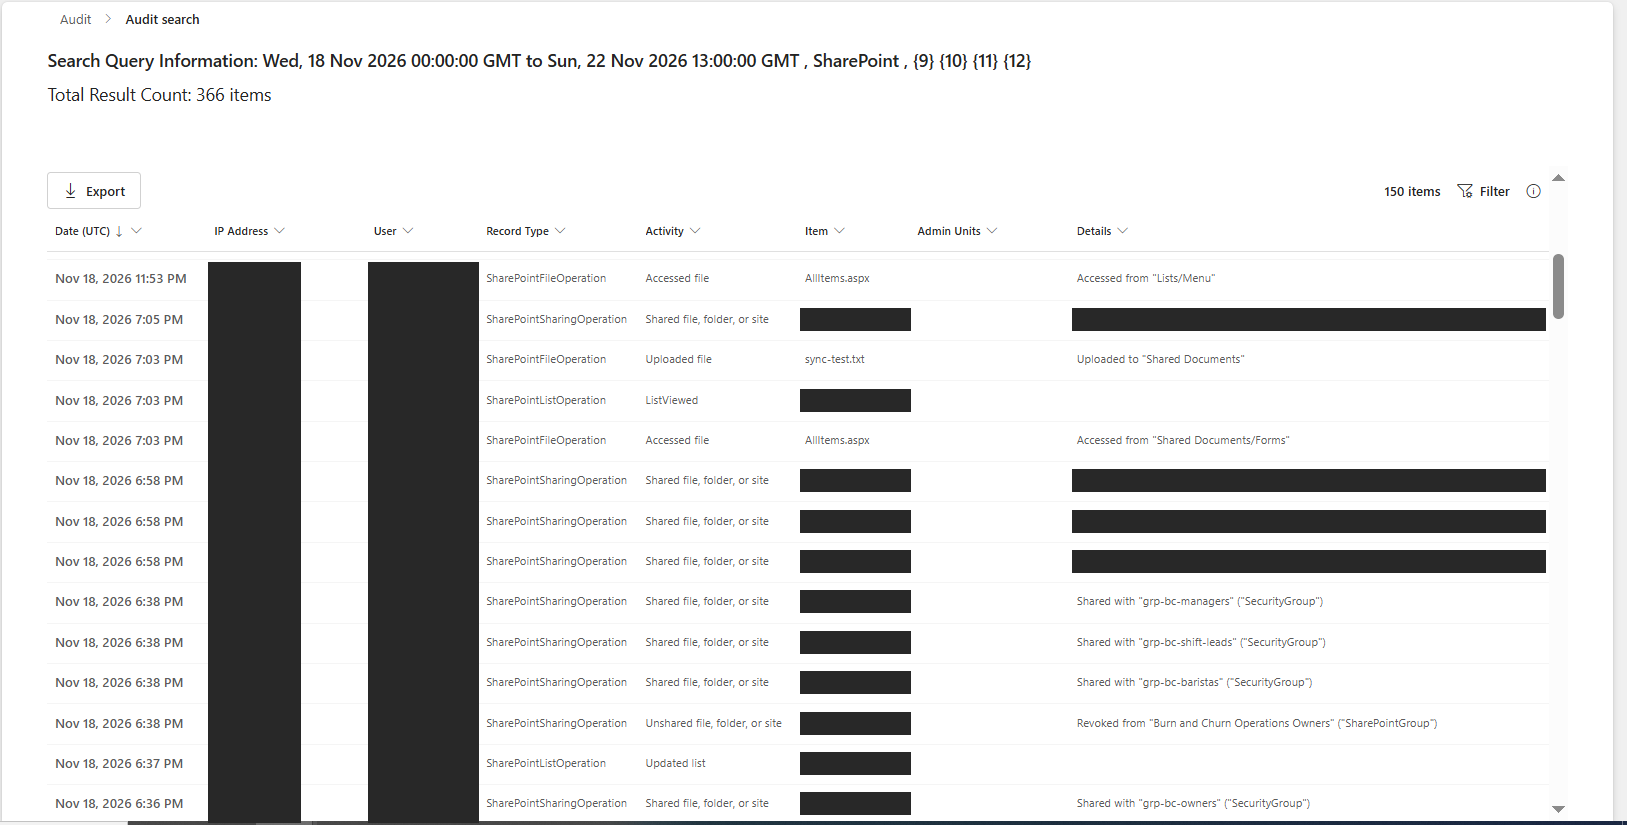 Audit > Audit search
Search Query Information: Wed, 18 Nov 2026 00:00:00 GMT to Sun, 22 Nov 2026 13:00:00 GMT , SharePoint , {9} {10} {11} {12}
Total Result Count: 366 items
Export 150 items Filter
Date (UTC) ↓ IP Address User Record Type Activity Item Admin Units Details
Nov 18, 2026 11:53 PM SharePointFileOperation Accessed file AllItems.aspx Accessed from "Lists/Menu"
Nov 18, 2026 7:05 PM SharePointSharingOperation Shared file, folder, or site
Nov 18, 2026 7:03 PM SharePointFileOperation Uploaded file sync-test.txt Uploaded to "Shared Documents"
Nov 18, 2026 7:03 PM SharePointListOperation ListViewed
Nov 18, 2026 7:03 PM SharePointFileOperation Accessed file AllItems.aspx Accessed from "Shared Documents/Forms"
Nov 18, 2026 6:58 PM SharePointSharingOperation Shared file, folder, or site
Nov 18, 2026 6:58 PM SharePointSharingOperation Shared file, folder, or site
Nov 18, 2026 6:58 PM SharePointSharingOperation Shared file, folder, or site
Nov 18, 2026 6:38 PM SharePointSharingOperation Shared file, folder, or site Shared with "grp-bc-managers" ("SecurityGroup")
Nov 18, 2026 6:38 PM SharePointSharingOperation Shared file, folder, or site Shared with "grp-bc-shift-leads" ("SecurityGroup")
Nov 18, 2026 6:38 PM SharePointSharingOperation Shared file, folder, or site Shared with "grp-bc-baristas" ("SecurityGroup")
Nov 18, 2026 6:38 PM SharePointSharingOperation Unshared file, folder, or site Revoked from "Burn and Churn Operations Owners" ("SharePointGroup")
Nov 18, 2026 6:37 PM SharePointListOperation Updated list
Nov 18, 2026 6:36 PM SharePointSharingOperation Shared file, folder, or site Shared with "grp-bc-owners" ("SecurityGroup")